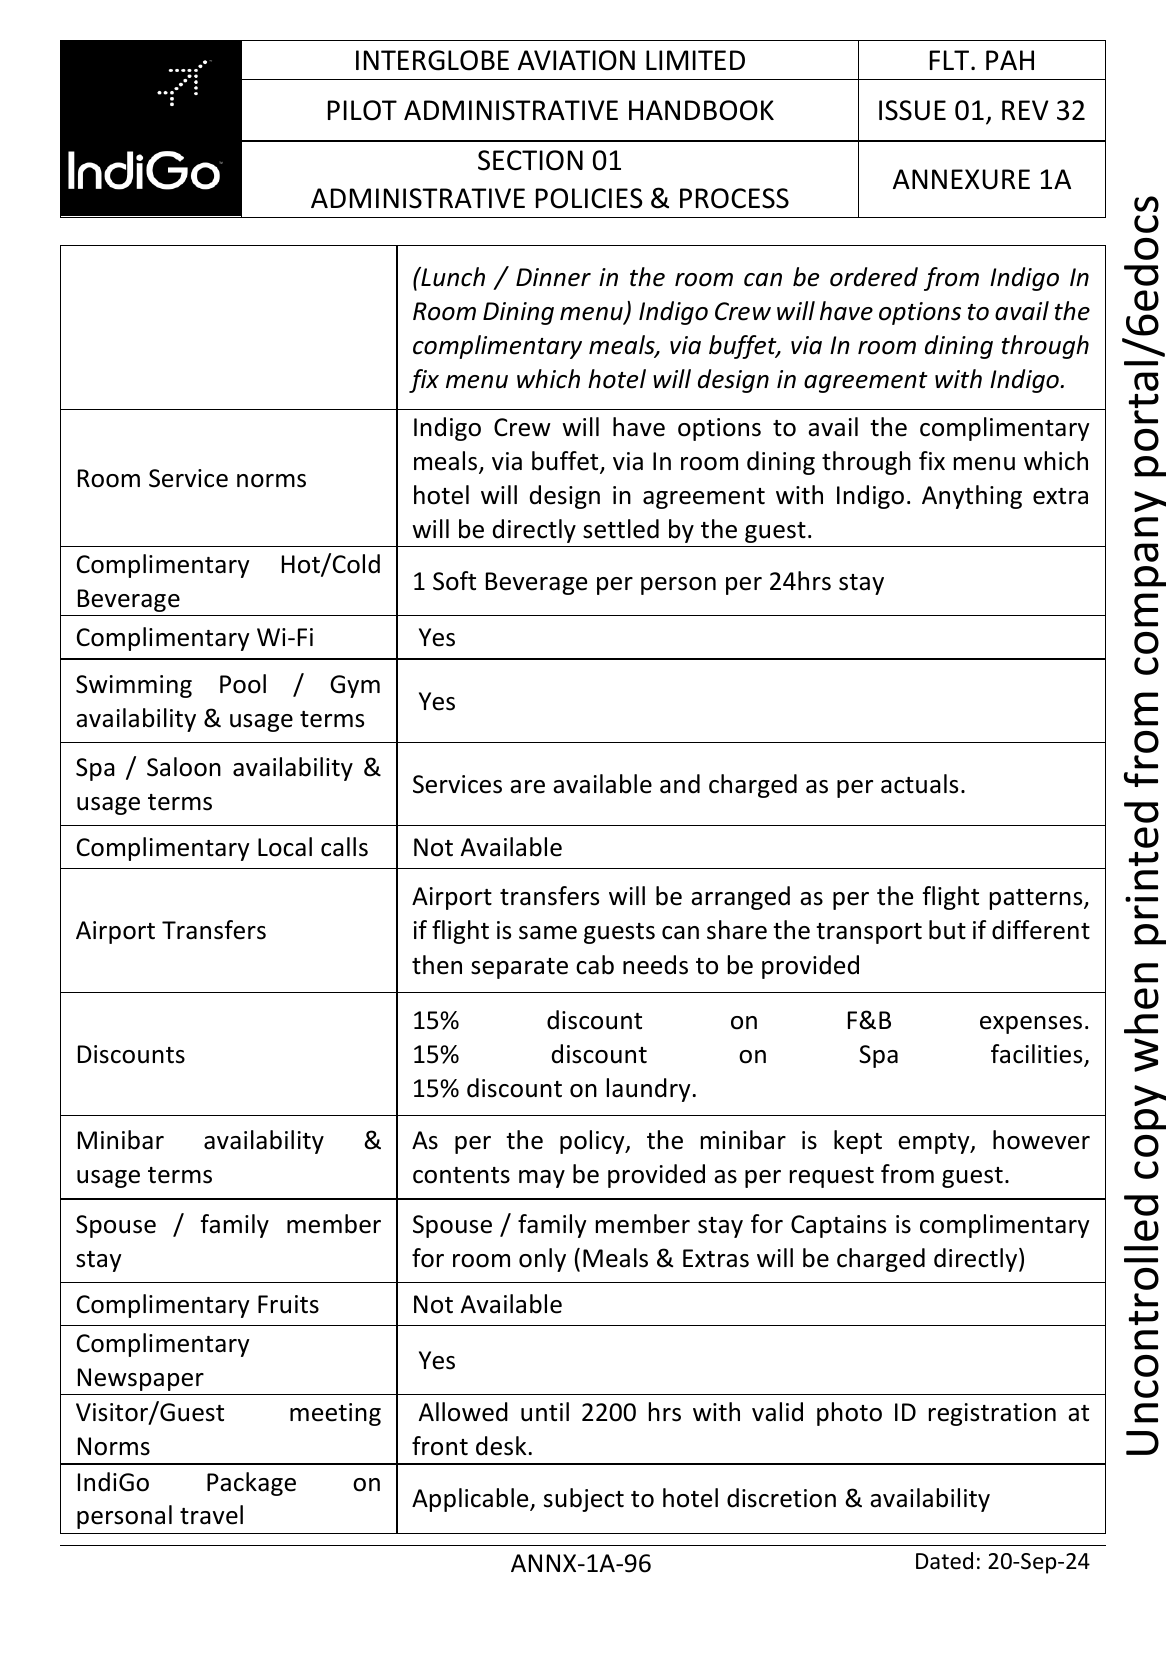 IndiGo
INTERGLOBE AVIATION LIMITED
FLT. PAH
PILOT ADMINISTRATIVE HANDBOOK
ISSUE 01, REV 32
SECTION 01
ADMINISTRATIVE POLICIES & PROCESS
ANNEXURE 1A
(Lunch / Dinner in the room can be ordered from Indigo In
Room Dining menu) Indigo Crew will have options to avail the
complimentary meals, via buffet, via In room dining through
fix menu which hotel will design in agreement with Indigo.
Room Service norms
Indigo Crew will have options to avail the complimentary
meals, via buffet, via In room dining through fix menu which
hotel will design in agreement with Indigo. Anything extra
will be directly settled by the guest.
Complimentary Hot/Cold
Beverage
1 Soft Beverage per person per 24hrs stay
Complimentary Wi-Fi
Yes
Swimming Pool / Gym
availability & usage terms
Yes
Spa / Saloon availability &
usage terms
Services are available and charged as per actuals.
Complimentary Local calls
Not Available
Airport Transfers
Airport transfers will be arranged as per the flight patterns,
if flight is same guests can share the transport but if different
then separate cab needs to be provided
Discounts
15% discount on F&B expenses.
15% discount on Spa facilities,
15% discount on laundry.
Minibar availability &
usage terms
As per the policy, the minibar is kept empty, however
contents may be provided as per request from guest.
Spouse / family member
stay
Spouse / family member stay for Captains is complimentary
for room only (Meals & Extras will be charged directly)
Complimentary Fruits
Not Available
Complimentary
Newspaper
Yes
Visitor/Guest meeting
Norms
Allowed until 2200 hrs with valid photo ID registration at
front desk.
IndiGo Package on
personal travel
Applicable, subject to hotel discretion & availability
ANNX-1A-96
Dated: 20-Sep-24
Uncontrolled copy when printed from company portal/6edocs